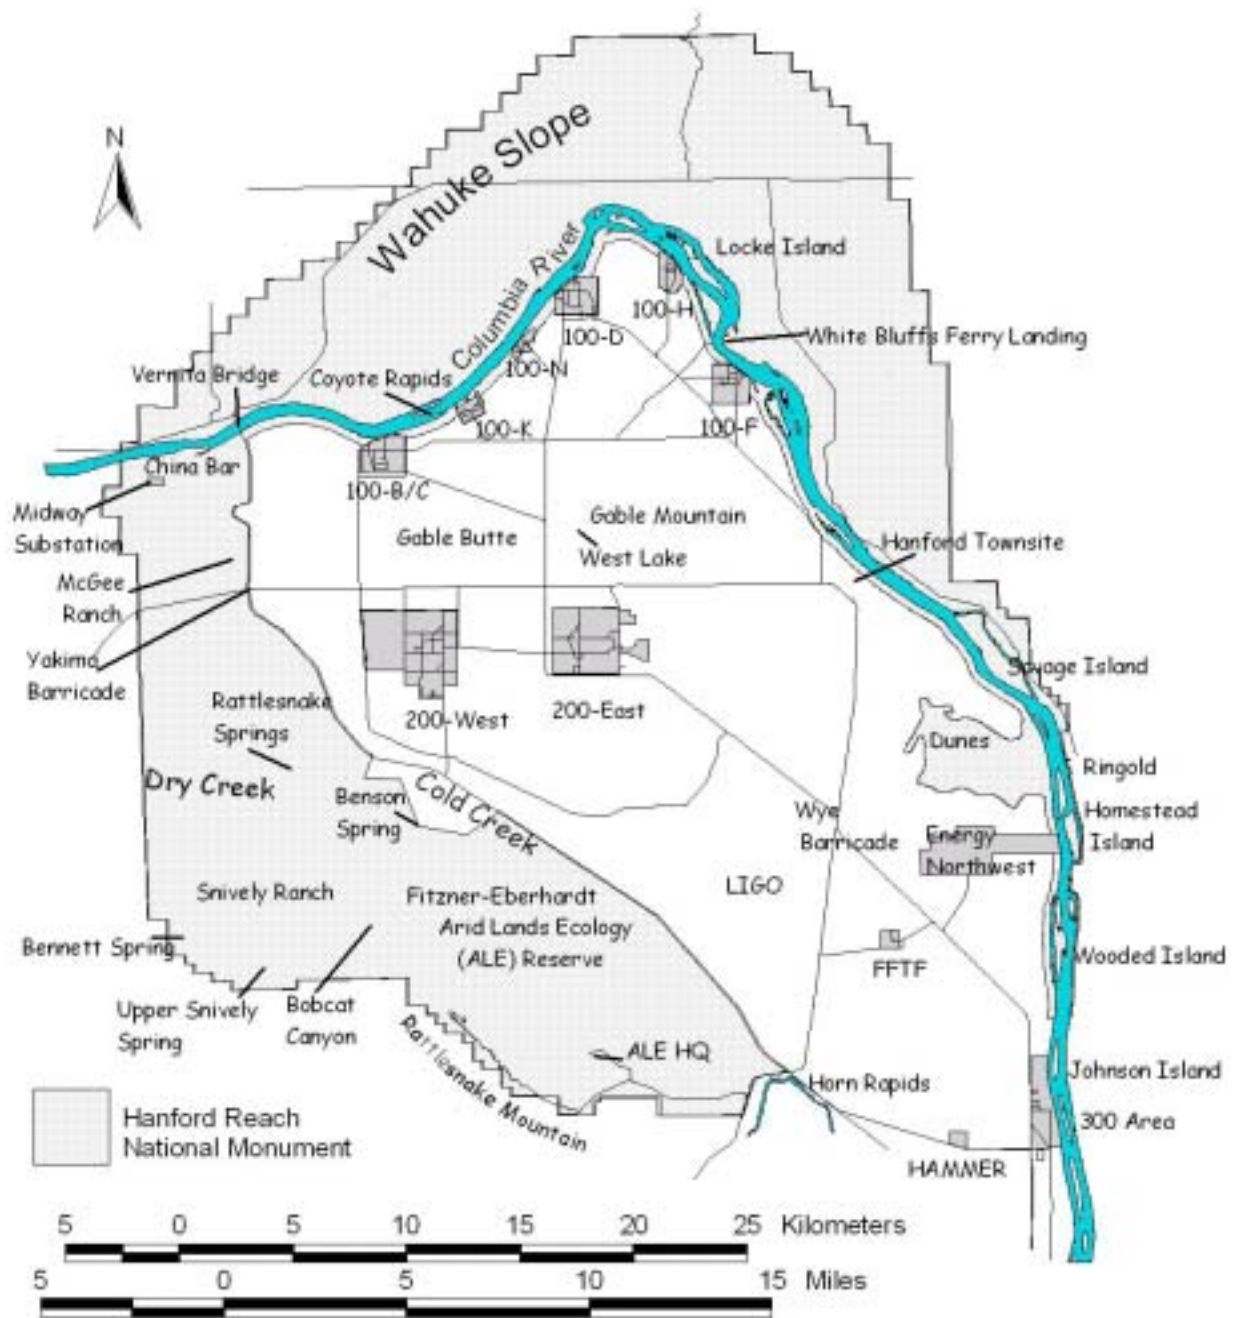 N
Wahuke Slope
Columbia River
Locke Island
100-H
100-D
White Bluffs Ferry Landing
100-N
Vernita Bridge
Coyote Rapids
100-K
100-F
China Bar
100-B/C
Midway
Substation
Gable Butte
Gable Mountain
West Lake
Hanford Townsite
McGee
Ranch
Yakima
Barricade
Savage Island
Rattlesnake
Springs
200-West
200-East
Dunes
Ringold
Dry Creek
Benson
Spring
Cold Creek
Wye
Barricade
Homestead
Island
Energy
Northwest
LIGO
Snively Ranch
Fitzner-Eberhardt
Arid Lands Ecology
(ALE) Reserve
Bennett Spring
FFTF
Wooded Island
Upper Snively
Spring
Bobcat
Canyon
Rattlesnake Mountain
ALE HQ
Horn Rapids
Johnson Island
300 Area
HAMMER
Hanford Reach
National Monument
5 0 5 10 15 20 25 Kilometers
5 0 5 10 15 Miles